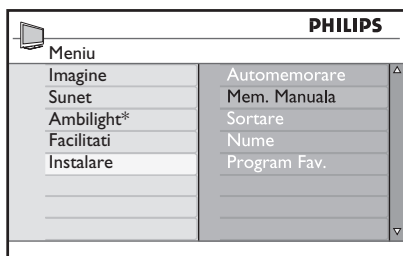 PHILIPS
Meniu
Imagine
Sunet
Ambilight*
Facilitati
Instalare
Automemorare
Mem. Manuala
Sortare
Nume
Program Fav.